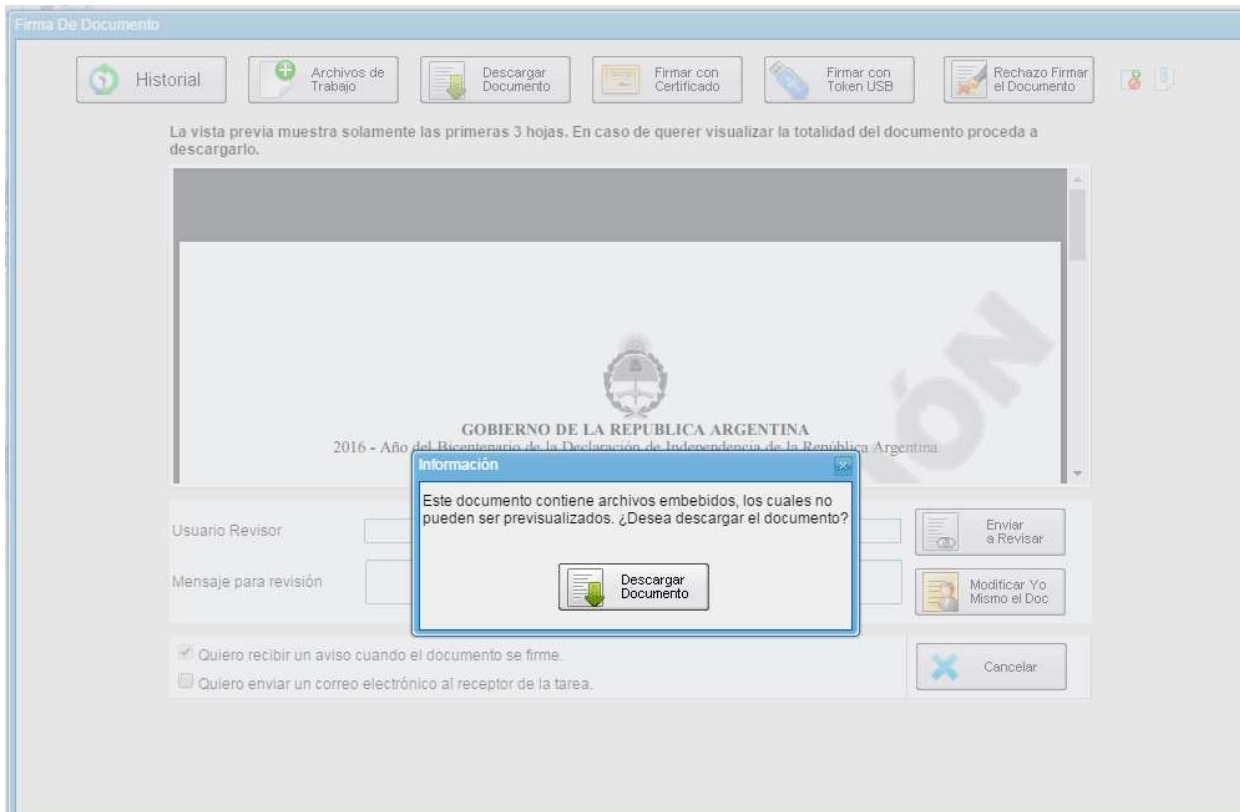 Firma De Documento
Historial
Archivos de
Trabajo
Descargar
Documento
Firmar con
Certificado
Firmar con
Token USB
Rechazo Firmar
el Documento
La vista previa muestra solamente las primeras 3 hojas. En caso de querer visualizar la totalidad del documento proceda a
descargarlo.
GOBIERNO DE LA REPUBLICA ARGENTINA
2016 - Año del Bicentenario de la Declaración de Independencia de la República Argentina
Información
Este documento contiene archivos embebidos, los cuales no
pueden ser previsualizados. ¿Desea descargar el documento?
Descargar
Documento
Usuario Revisor
Enviar
a Revisar
Mensaje para revisión
Modificar Yo
Mismo el Doc
Quiero recibir un aviso cuando el documento se firme.
Quiero enviar un correo electrónico al receptor de la tarea.
Cancelar